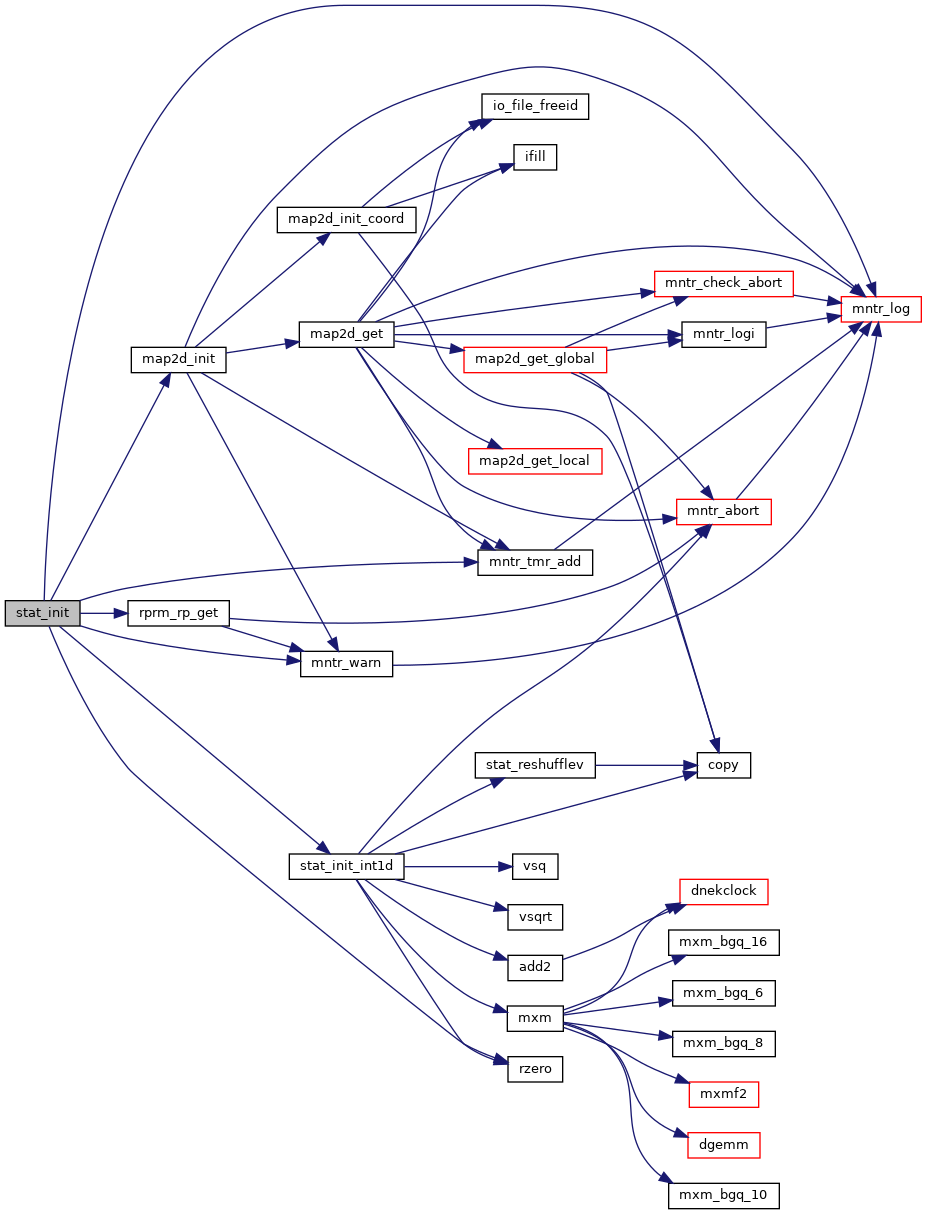 io_file_freeid
ifill
map2d_init_coord
mntr_check_abort
mntr_log
map2d_get
mntr_logi
map2d_init
map2d_get_global
map2d_get_local
mntr_abort
mntr_tmr_add
stat_init
rprm_rp_get
mntr_warn
stat_reshufflev
copy
stat_init_int1d
vsq
dnekclock
vsqrt
mxm_bgq_16
add2
mxm_bgq_6
mxm
mxm_bgq_8
rzero
mxmf2
dgemm
mxm_bgq_10